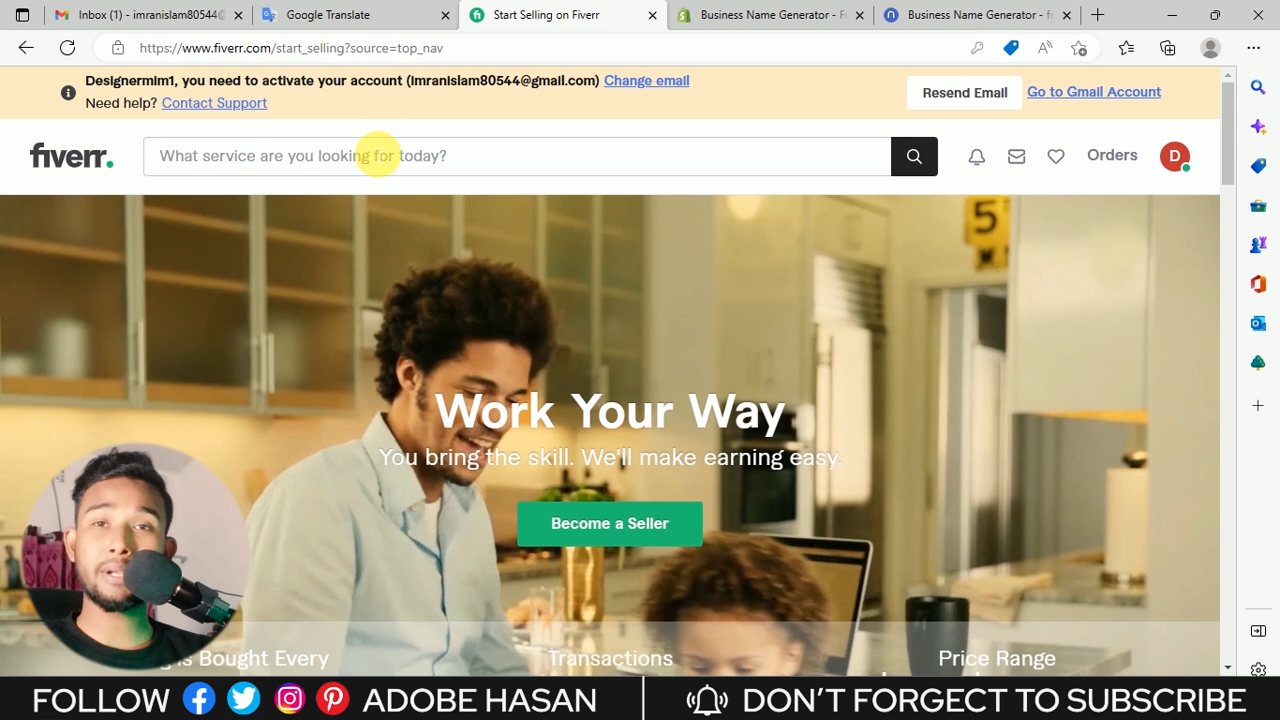 Inbox (1) - imranislam80544@
Google Translate
Start Selling on Fiverr
Business Name Generator - F
Business Name Generator - fr
https://www.fiverr.com/start_selling?source=top_nav
Designermim1, you need to activate your account (imranislam80544@gmail.com) Change email
Need help? Contact Support
Resend Email
Go to Gmail Account
fiverr.
What service are you looking for today?
Orders
D
5
Work Your Way
You bring the skill. We'll make earning easy.
Become a Seller
Is Bought Every
Transactions
Price Range
FOLLOW
ADOBE HASAN
DON'T FORGECT TO SUBSCRIBE